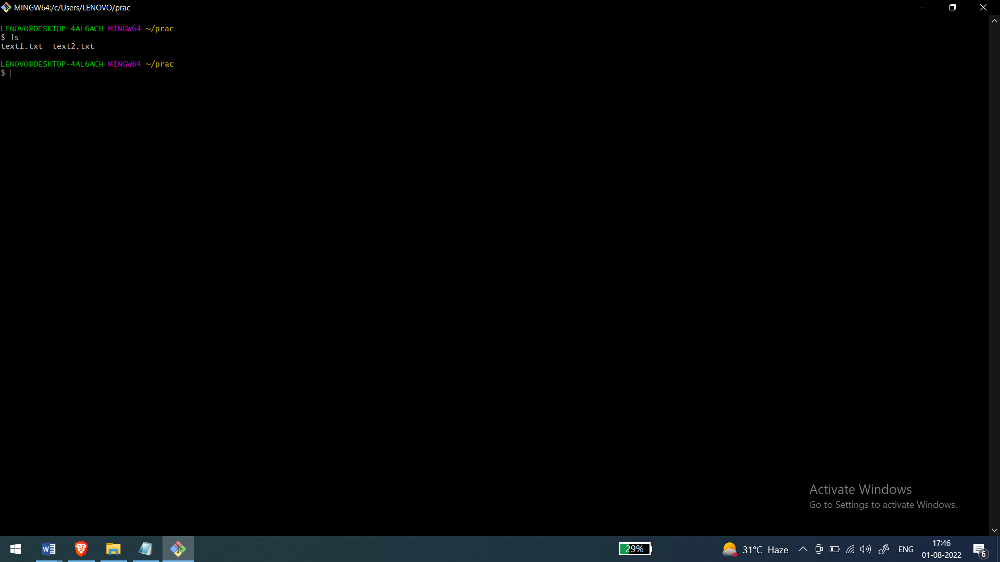 MINGW64:/c/Users/LENOVO/prac
LENOVO@DESKTOP-4AL6ACH MINGW64 ~/prac
$ ls
text1.txt  text2.txt
LENOVO@DESKTOP-4AL6ACH MINGW64 ~/prac
$
Activate Windows
Go to Settings to activate Windows.
29%
31°C Haze
ENG
17:46
01-08-2022
6